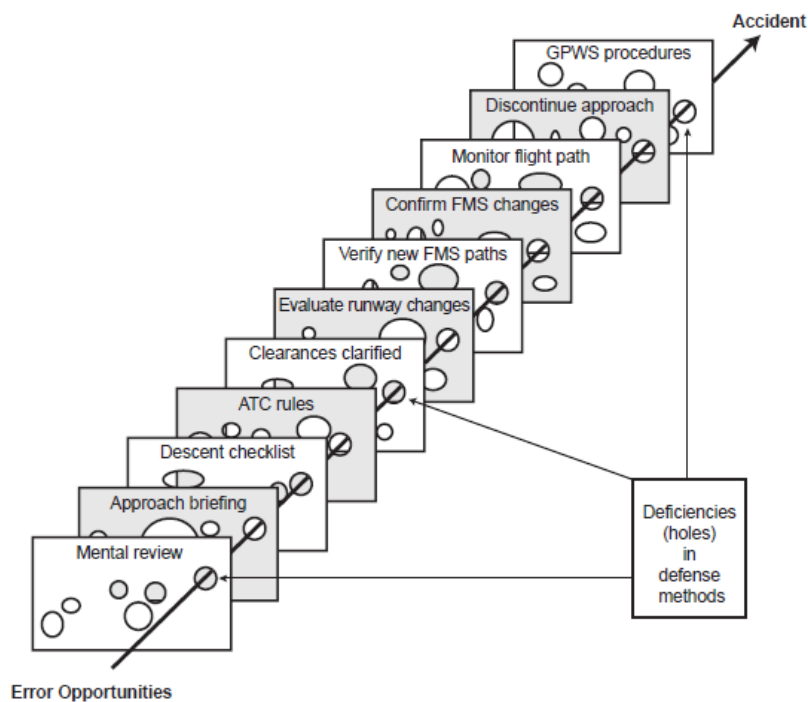 Accident
GPWS procedures
Discontinue approach
Monitor flight path
Confirm FMS changes
Verify new FMS paths
Evaluate runway changes
Clearances clarified
ATC rules
Descent checklist
Approach briefing
Mental review
Deficiencies
(holes)
in
defense
methods
Error Opportunities